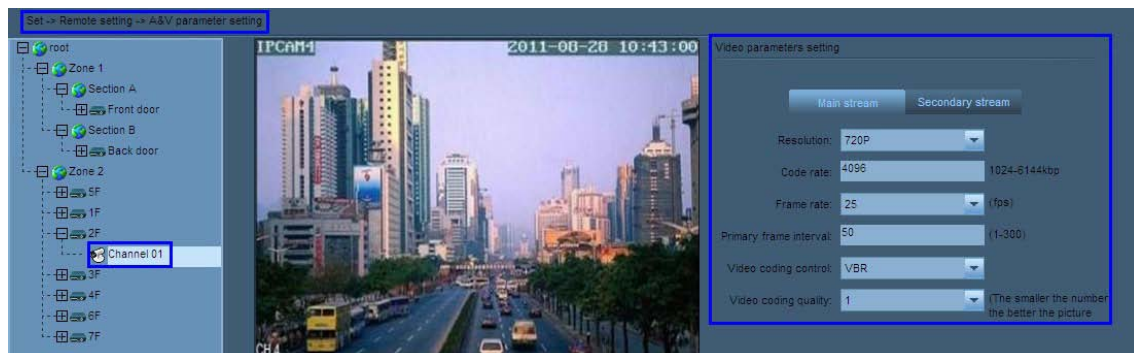 Set -> Remote setting -> A&V parameter setting
root
Zone 1
Section A
Front door
Section B
Back door
Zone 2
5F
1F
2F
Channel 01
3F
4F
6F
7F
IPCAM4 2011-08-28 10:43:00
CH4
Video parameters setting
Main stream Secondary stream
Resolution: 720P
Code rate: 4096 1024-6144kbp
Frame rate: 25 (fps)
Primary frame interval: 50 (1-300)
Video coding control: VBR
Video coding quality: 1 (The smaller the number
the better the picture